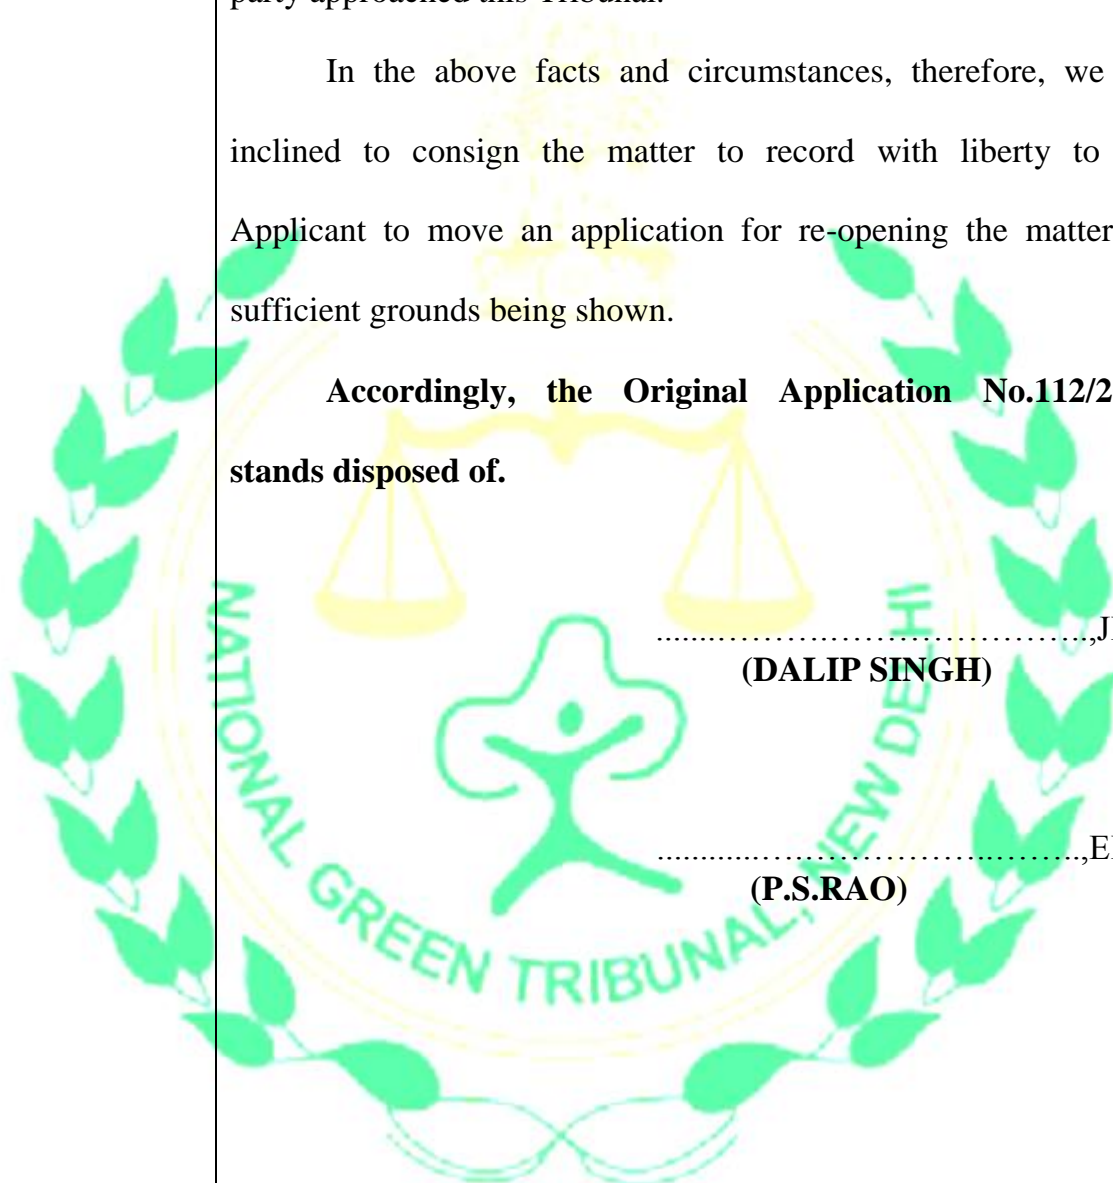 party approached this Tribunal.
In the above facts and circumstances, therefore, we
inclined to consign the matter to record with liberty to
Applicant to move an application for re-opening the matter
sufficient grounds being shown.
Accordingly, the Original Application No.112/2
stands disposed of.
........……….……………………..,J
(DALIP SINGH)
............……………………..……..,E
(P.S.RAO)
NATIONAL GREEN TRIBUNAL, NEW DELHI